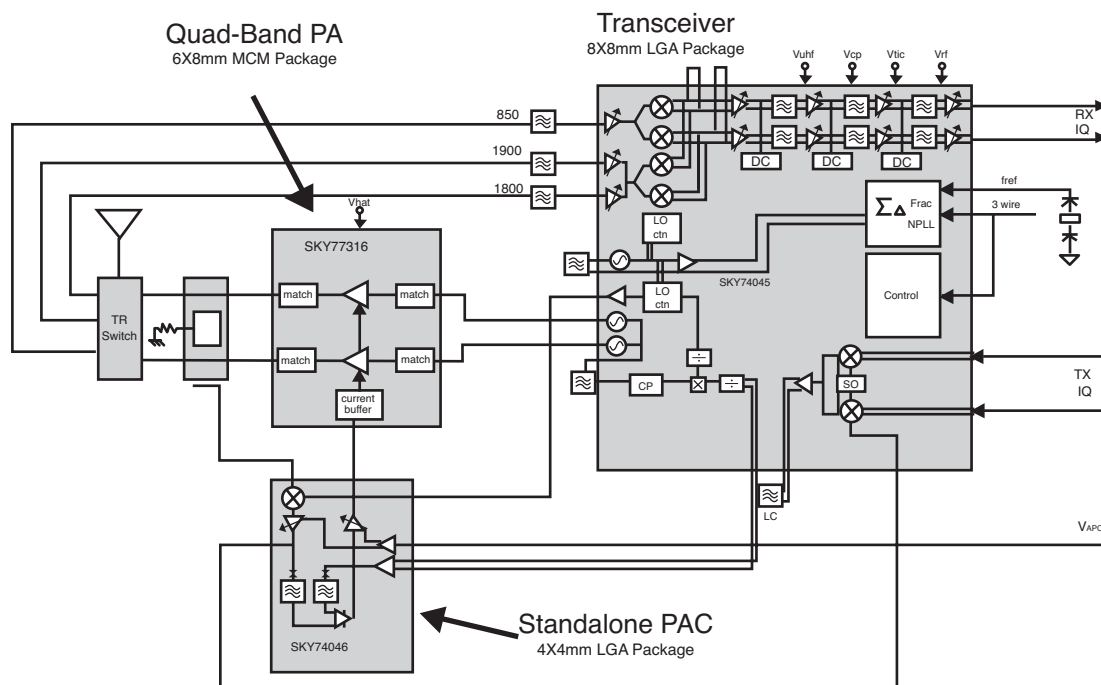 Quad-Band PA
6X8mm MCM Package
Transceiver
8X8mm LGA Package
Vuhf
Vcp
Vtic
Vrf
850
1900
1800
RX
IQ
DC
DC
DC
fref
3 wire
ΣΔ Frac
NPLL
Vbat
SKY77316
LO
ctn
SKY74045
LO
ctn
Control
match
match
TR
Switch
match
match
current
buffer
CP
÷
÷
SO
TX
IQ
LC
VAPC
SKY74046
Standalone PAC
4X4mm LGA Package